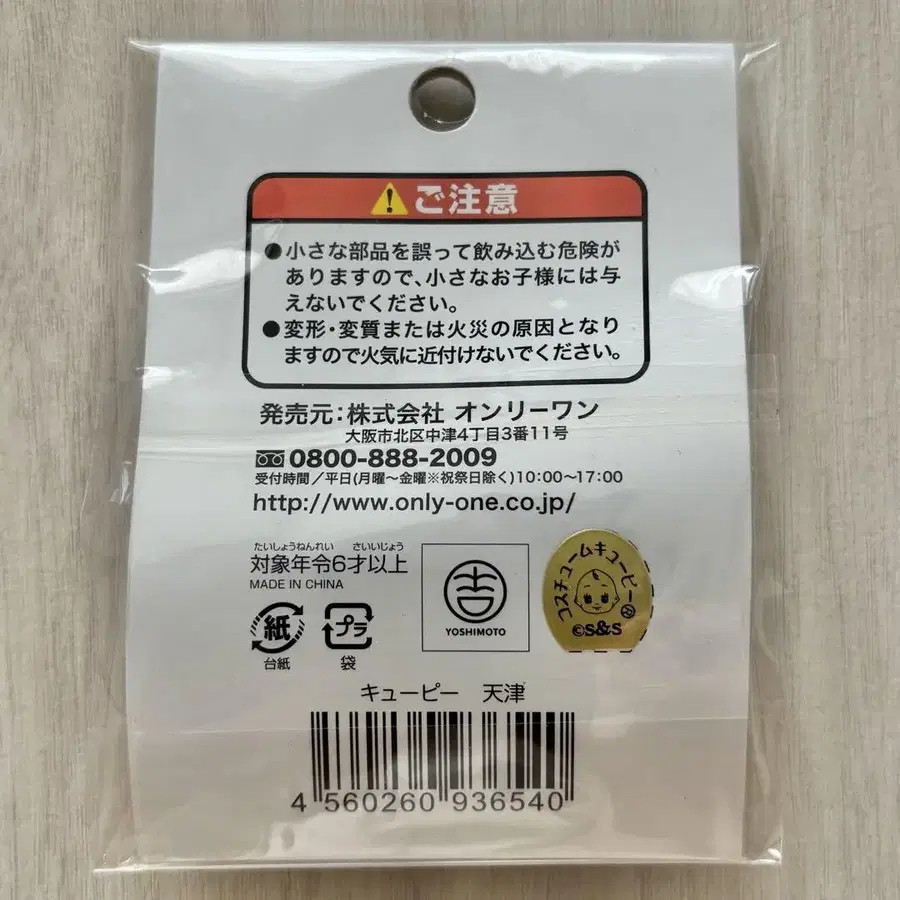 ご注意
●小さな部品を誤って飲み込む危険が
ありますので、小さなお子様には与
えないでください。
●変形・変質または火災の原因となり
ますので火気に近付けないでください。
発売元:株式会社 オンリーワン
大阪市北区中津4丁目3番11号
0800-888-2009
受付時間/平日(月曜〜金曜※祝祭日除く)10:00〜17:00
http://www.only-one.co.jp/
たいしょうねんれい さいいじょう
対象年令6才以上
MADE IN CHINA
紙
台紙
プラ
袋
吉
YOSHIMOTO
コスチュームキューピー®
©S&S
キューピー 天津
4 560260 936540